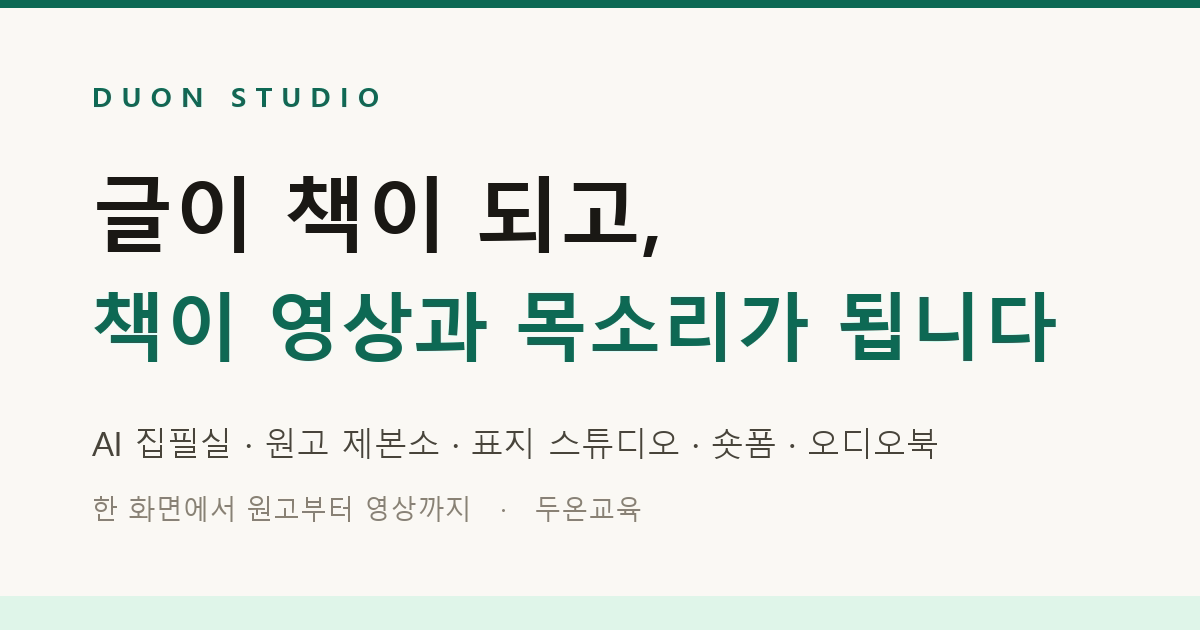 DUON STUDIO
글이 책이 되고,
책이 영상과 목소리가 됩니다
AI 집필실 · 원고 제본소 · 표지 스튜디오 · 숏폼 · 오디오북
한 화면에서 원고부터 영상까지 · 두온교육